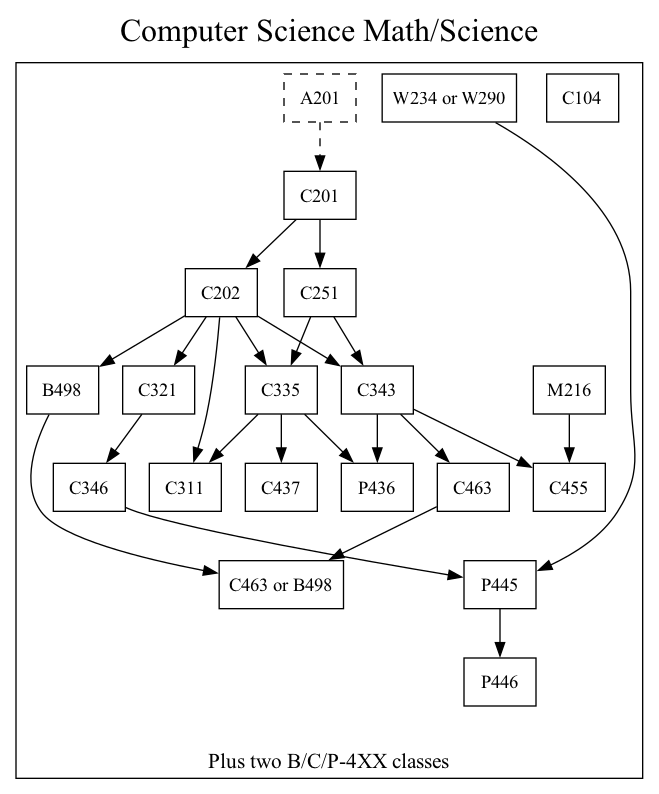 Computer Science Math/Science
A201
W234 or W290
C104
C201
C202
C251
B498
C321
C335
C343
M216
C346
C311
C437
P436
C463
C455
C463 or B498
P445
P446
Plus two B/C/P-4XX classes